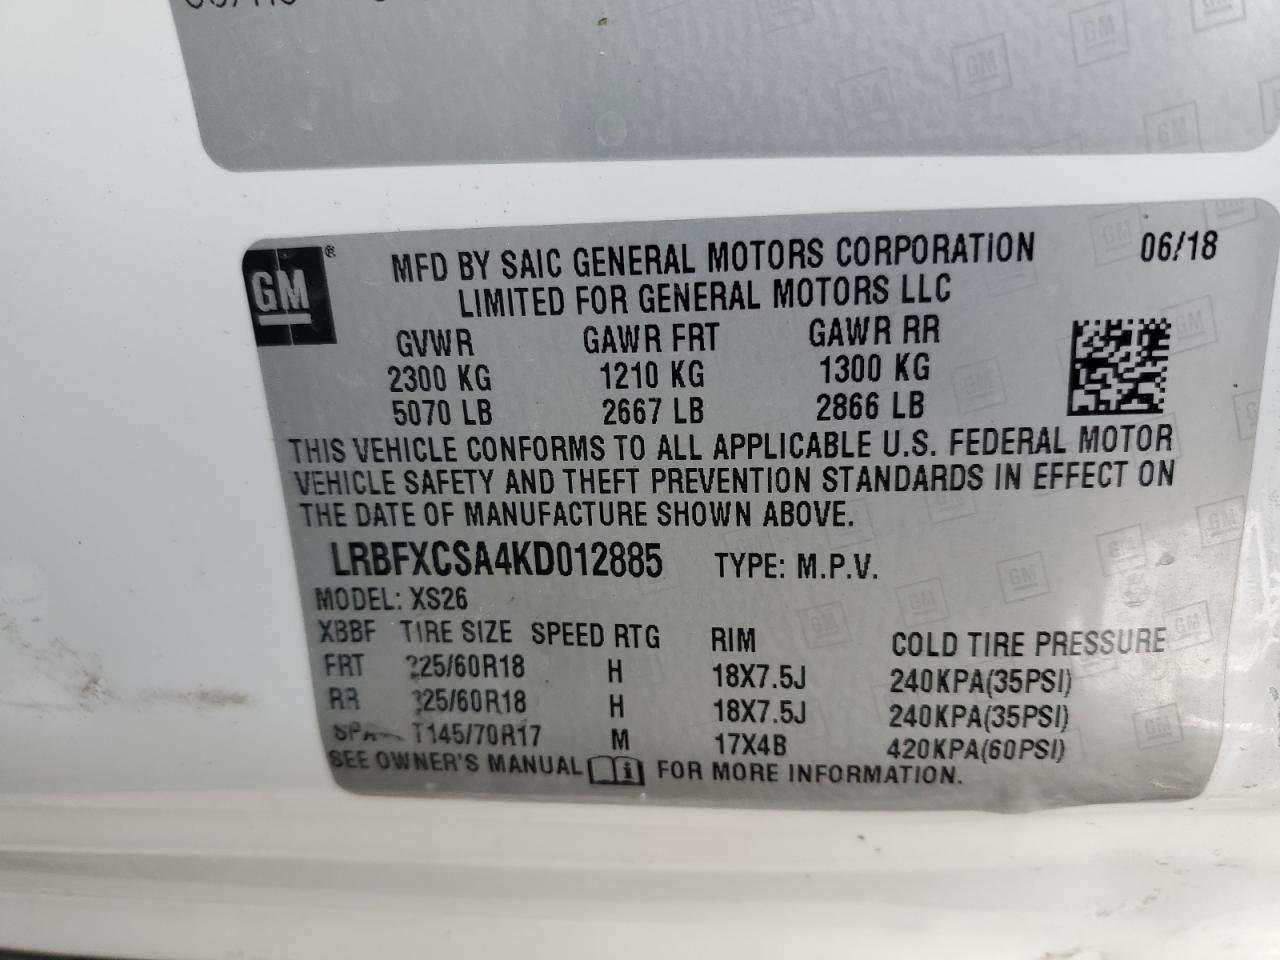 GM ®
MFD BY SAIC GENERAL MOTORS CORPORATION 06/18
LIMITED FOR GENERAL MOTORS LLC
GVWR GAWR FRT GAWR RR
2300 KG 1210 KG 1300 KG
5070 LB 2667 LB 2866 LB
THIS VEHICLE CONFORMS TO ALL APPLICABLE U.S. FEDERAL MOTOR
VEHICLE SAFETY AND THEFT PREVENTION STANDARDS IN EFFECT ON
THE DATE OF MANUFACTURE SHOWN ABOVE.
LRBFXCSA4KD012885 TYPE: M.P.V.
MODEL: XS26
XBBF TIRE SIZE SPEED RTG RIM COLD TIRE PRESSURE
FRT 225/60R18 H 18X7.5J 240KPA(35PSI)
RR 225/60R18 H 18X7.5J 240KPA(35PSI)
T145/70R17 M 17X4B 420KPA(60PSI)
SEE OWNER'S MANUAL FOR MORE INFORMATION.